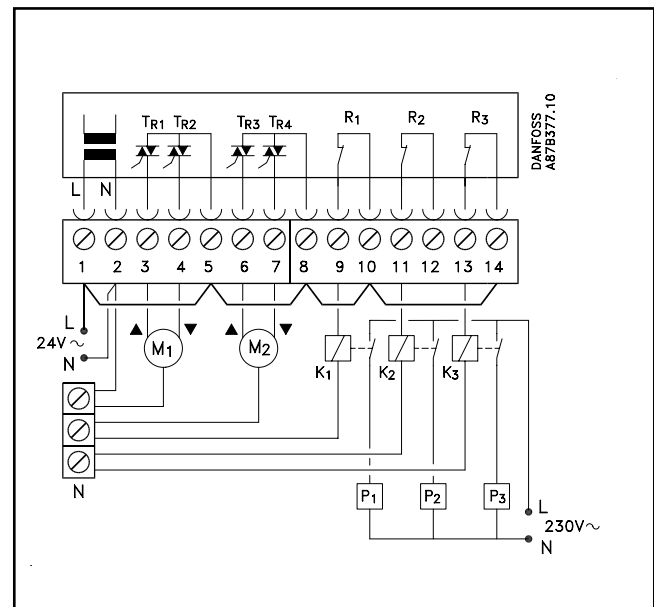 DANFOSS
A87B377.10
TR1 TR2 TR3 TR4 R1 R2 R3
L N
1 2 3 4 5 6 7 8 9 10 11 12 13 14
L
24V~
N
▲ M1 ▼ ▲ M2 ▼
K1 K2 K3
N
P1 P2 P3
L
230V~
N